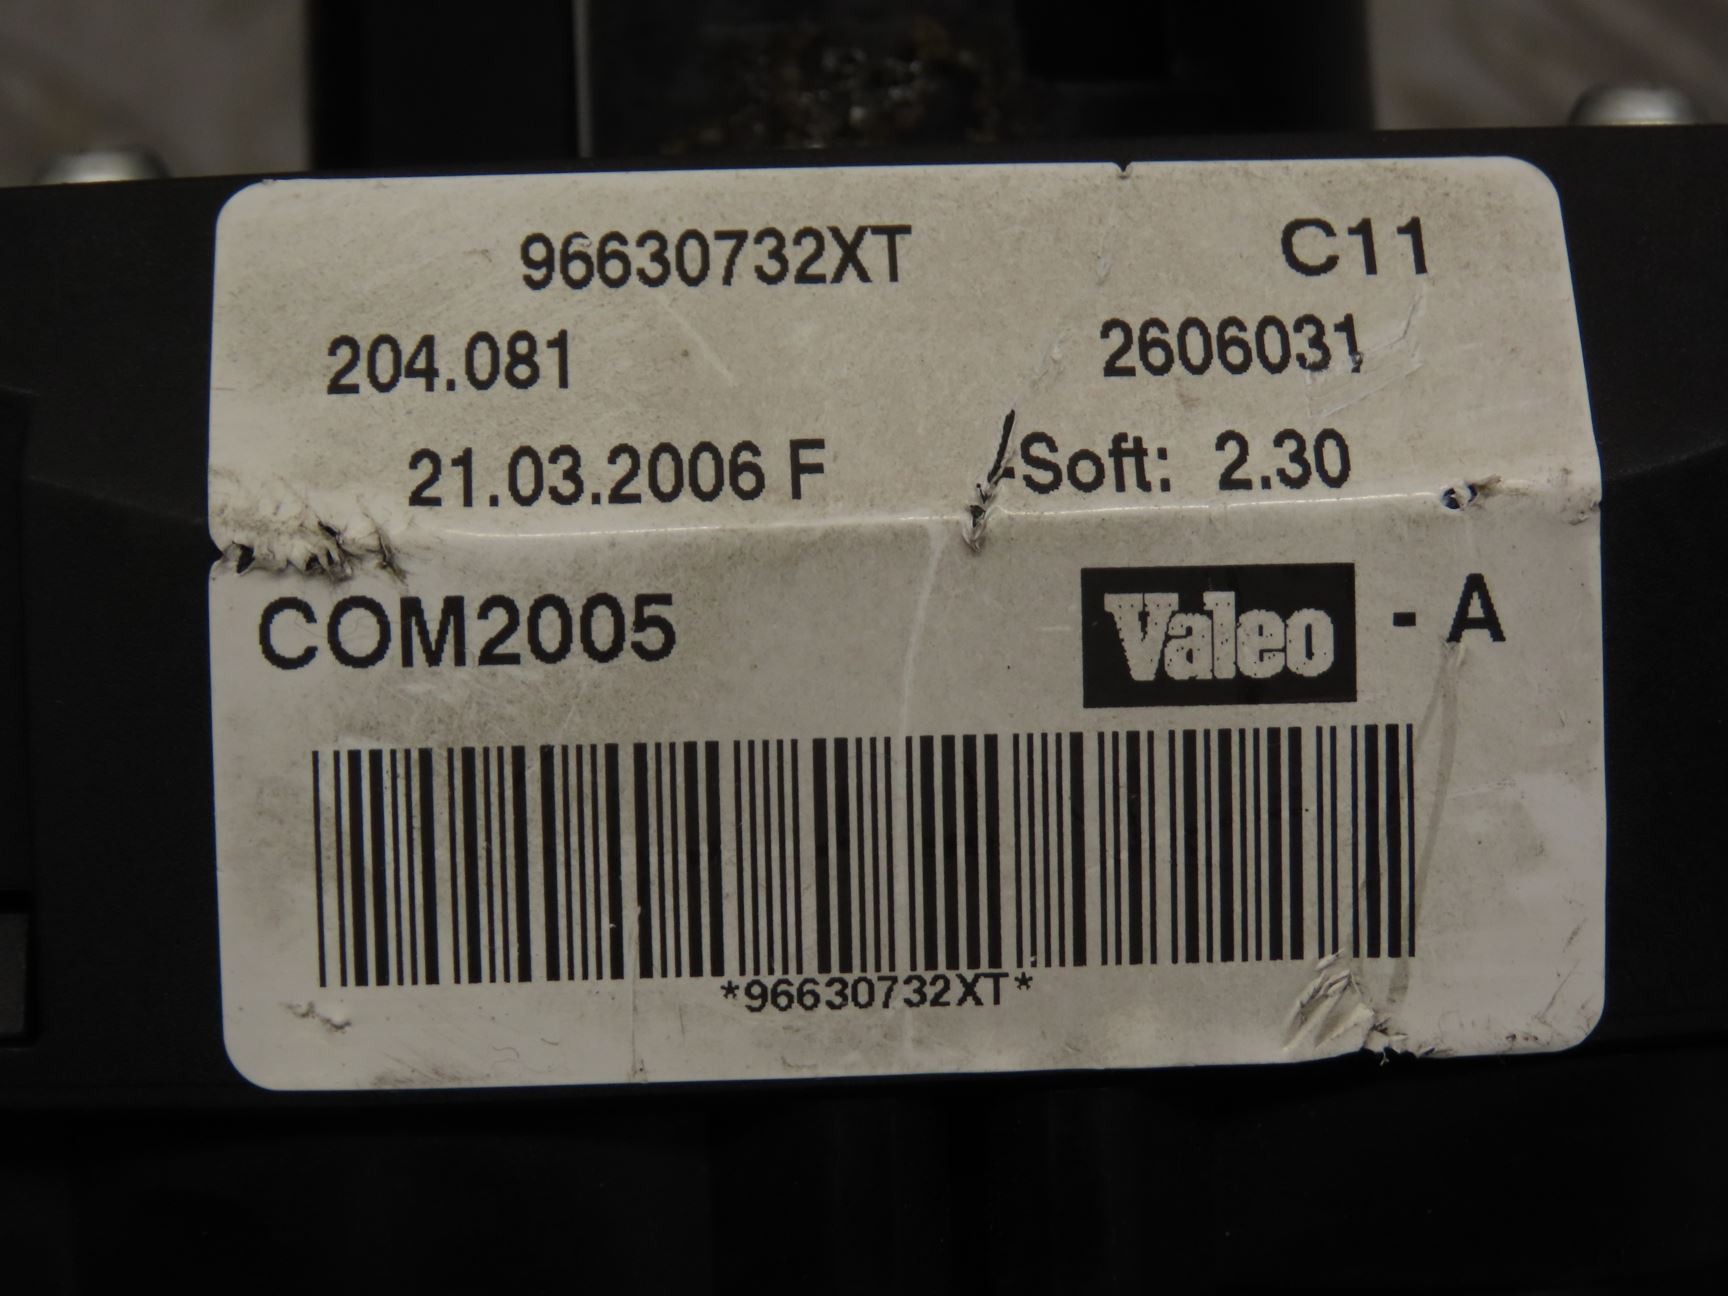 96630732XT C11
204.081 2606031
21.03.2006 F -Soft: 2.30
COM2005 Valeo - A
*96630732XT*